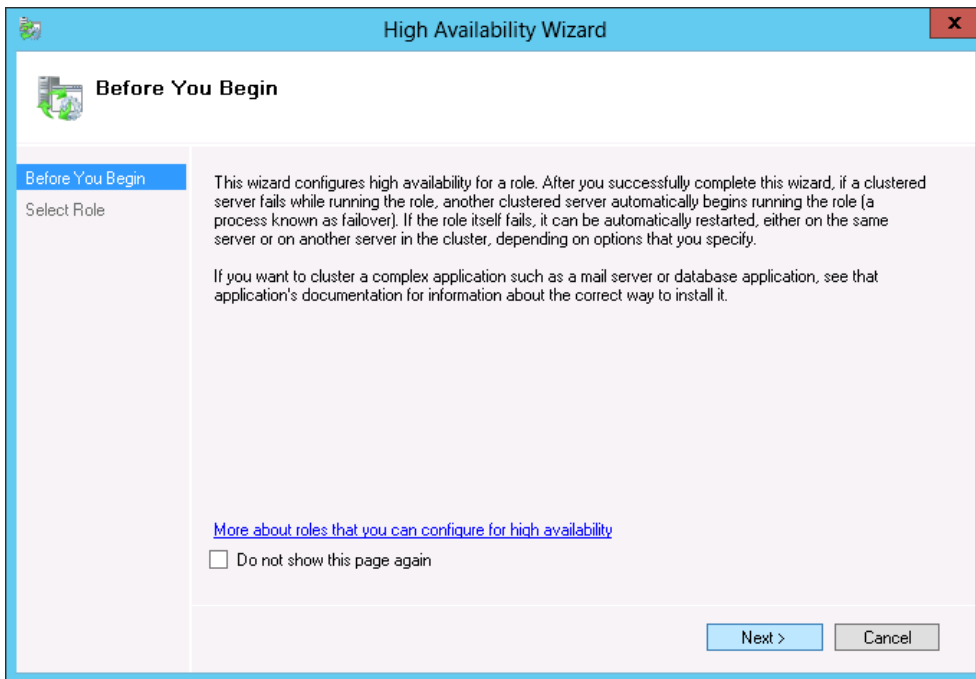 High Availability Wizard
x
Before You Begin
Before You Begin
Select Role
This wizard configures high availability for a role. After you successfully complete this wizard, if a clustered
server fails while running the role, another clustered server automatically begins running the role (a
process known as failover). If the role itself fails, it can be automatically restarted, either on the same
server or on another server in the cluster, depending on options that you specify.
If you want to cluster a complex application such as a mail server or database application, see that
application's documentation for information about the correct way to install it.
More about roles that you can configure for high availability
Do not show this page again
Next >
Cancel